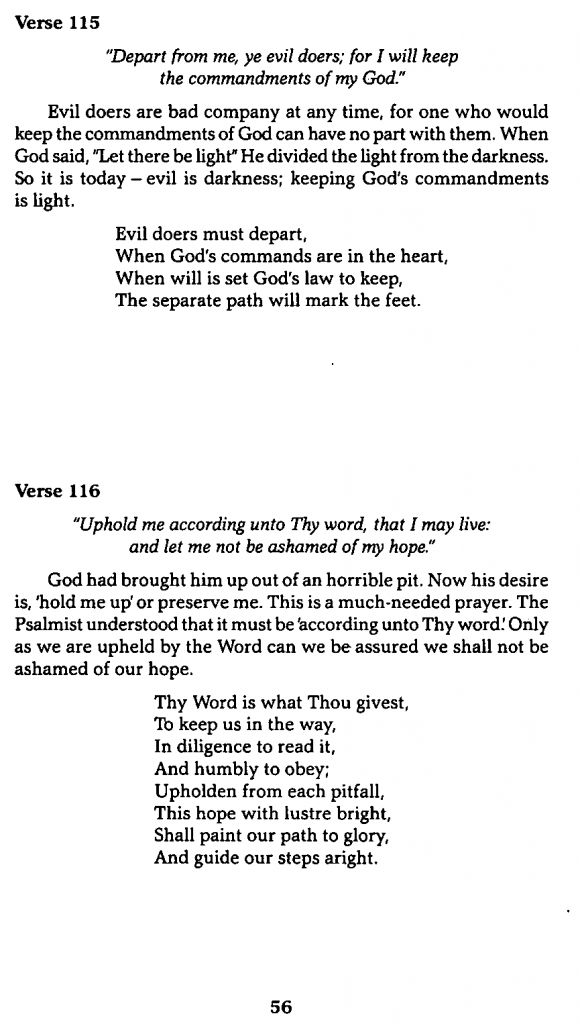 Verse 115
"Depart from me, ye evil doers; for I will keep
the commandments of my God."
Evil doers are bad company at any time, for one who would
keep the commandments of God can have no part with them. When
God said, "Let there be light" He divided the light from the darkness.
So it is today – evil is darkness; keeping God's commandments
is light.
Evil doers must depart,
When God's commands are in the heart,
When will is set God's law to keep,
The separate path will mark the feet.
Verse 116
"Uphold me according unto Thy word, that I may live:
and let me not be ashamed of my hope."
God had brought him up out of an horrible pit. Now his desire
is, 'hold me up' or preserve me. This is a much-needed prayer. The
Psalmist understood that it must be 'according unto Thy word.' Only
as we are upheld by the Word can we be assured we shall not be
ashamed of our hope.
Thy Word is what Thou givest,
To keep us in the way,
In diligence to read it,
And humbly to obey;
Upholden from each pitfall,
This hope with lustre bright,
Shall paint our path to glory,
And guide our steps aright.
56